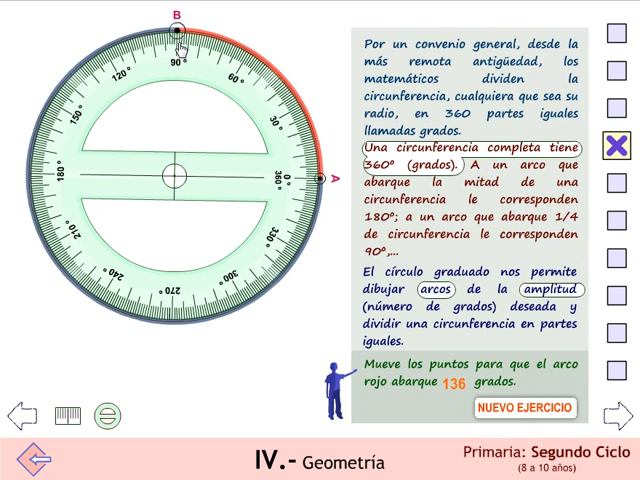 B
90°
60°
30°
0°
360°
330°
300°
270°
240°
210°
180°
150°
120°
A
Por un convenio general, desde la
más remota antigüedad, los
matemáticos dividen la
circunferencia, cualquiera que sea su
radio, en 360 partes iguales
llamadas grados.
Una circunferencia completa tiene
360° (grados). A un arco que
abarque la mitad de una
circunferencia le corresponden
180°; a un arco que abarque 1/4
de circunferencia le corresponden
90°,...
El círculo graduado nos permite
dibujar arcos de la amplitud
(número de grados) deseada y
dividir una circunferencia en partes
iguales.
Mueve los puntos para que el arco
rojo abarque 136 grados.
NUEVO EJERCICIO
IV.- Geometría
Primaria: Segundo Ciclo
(8 a 10 años)